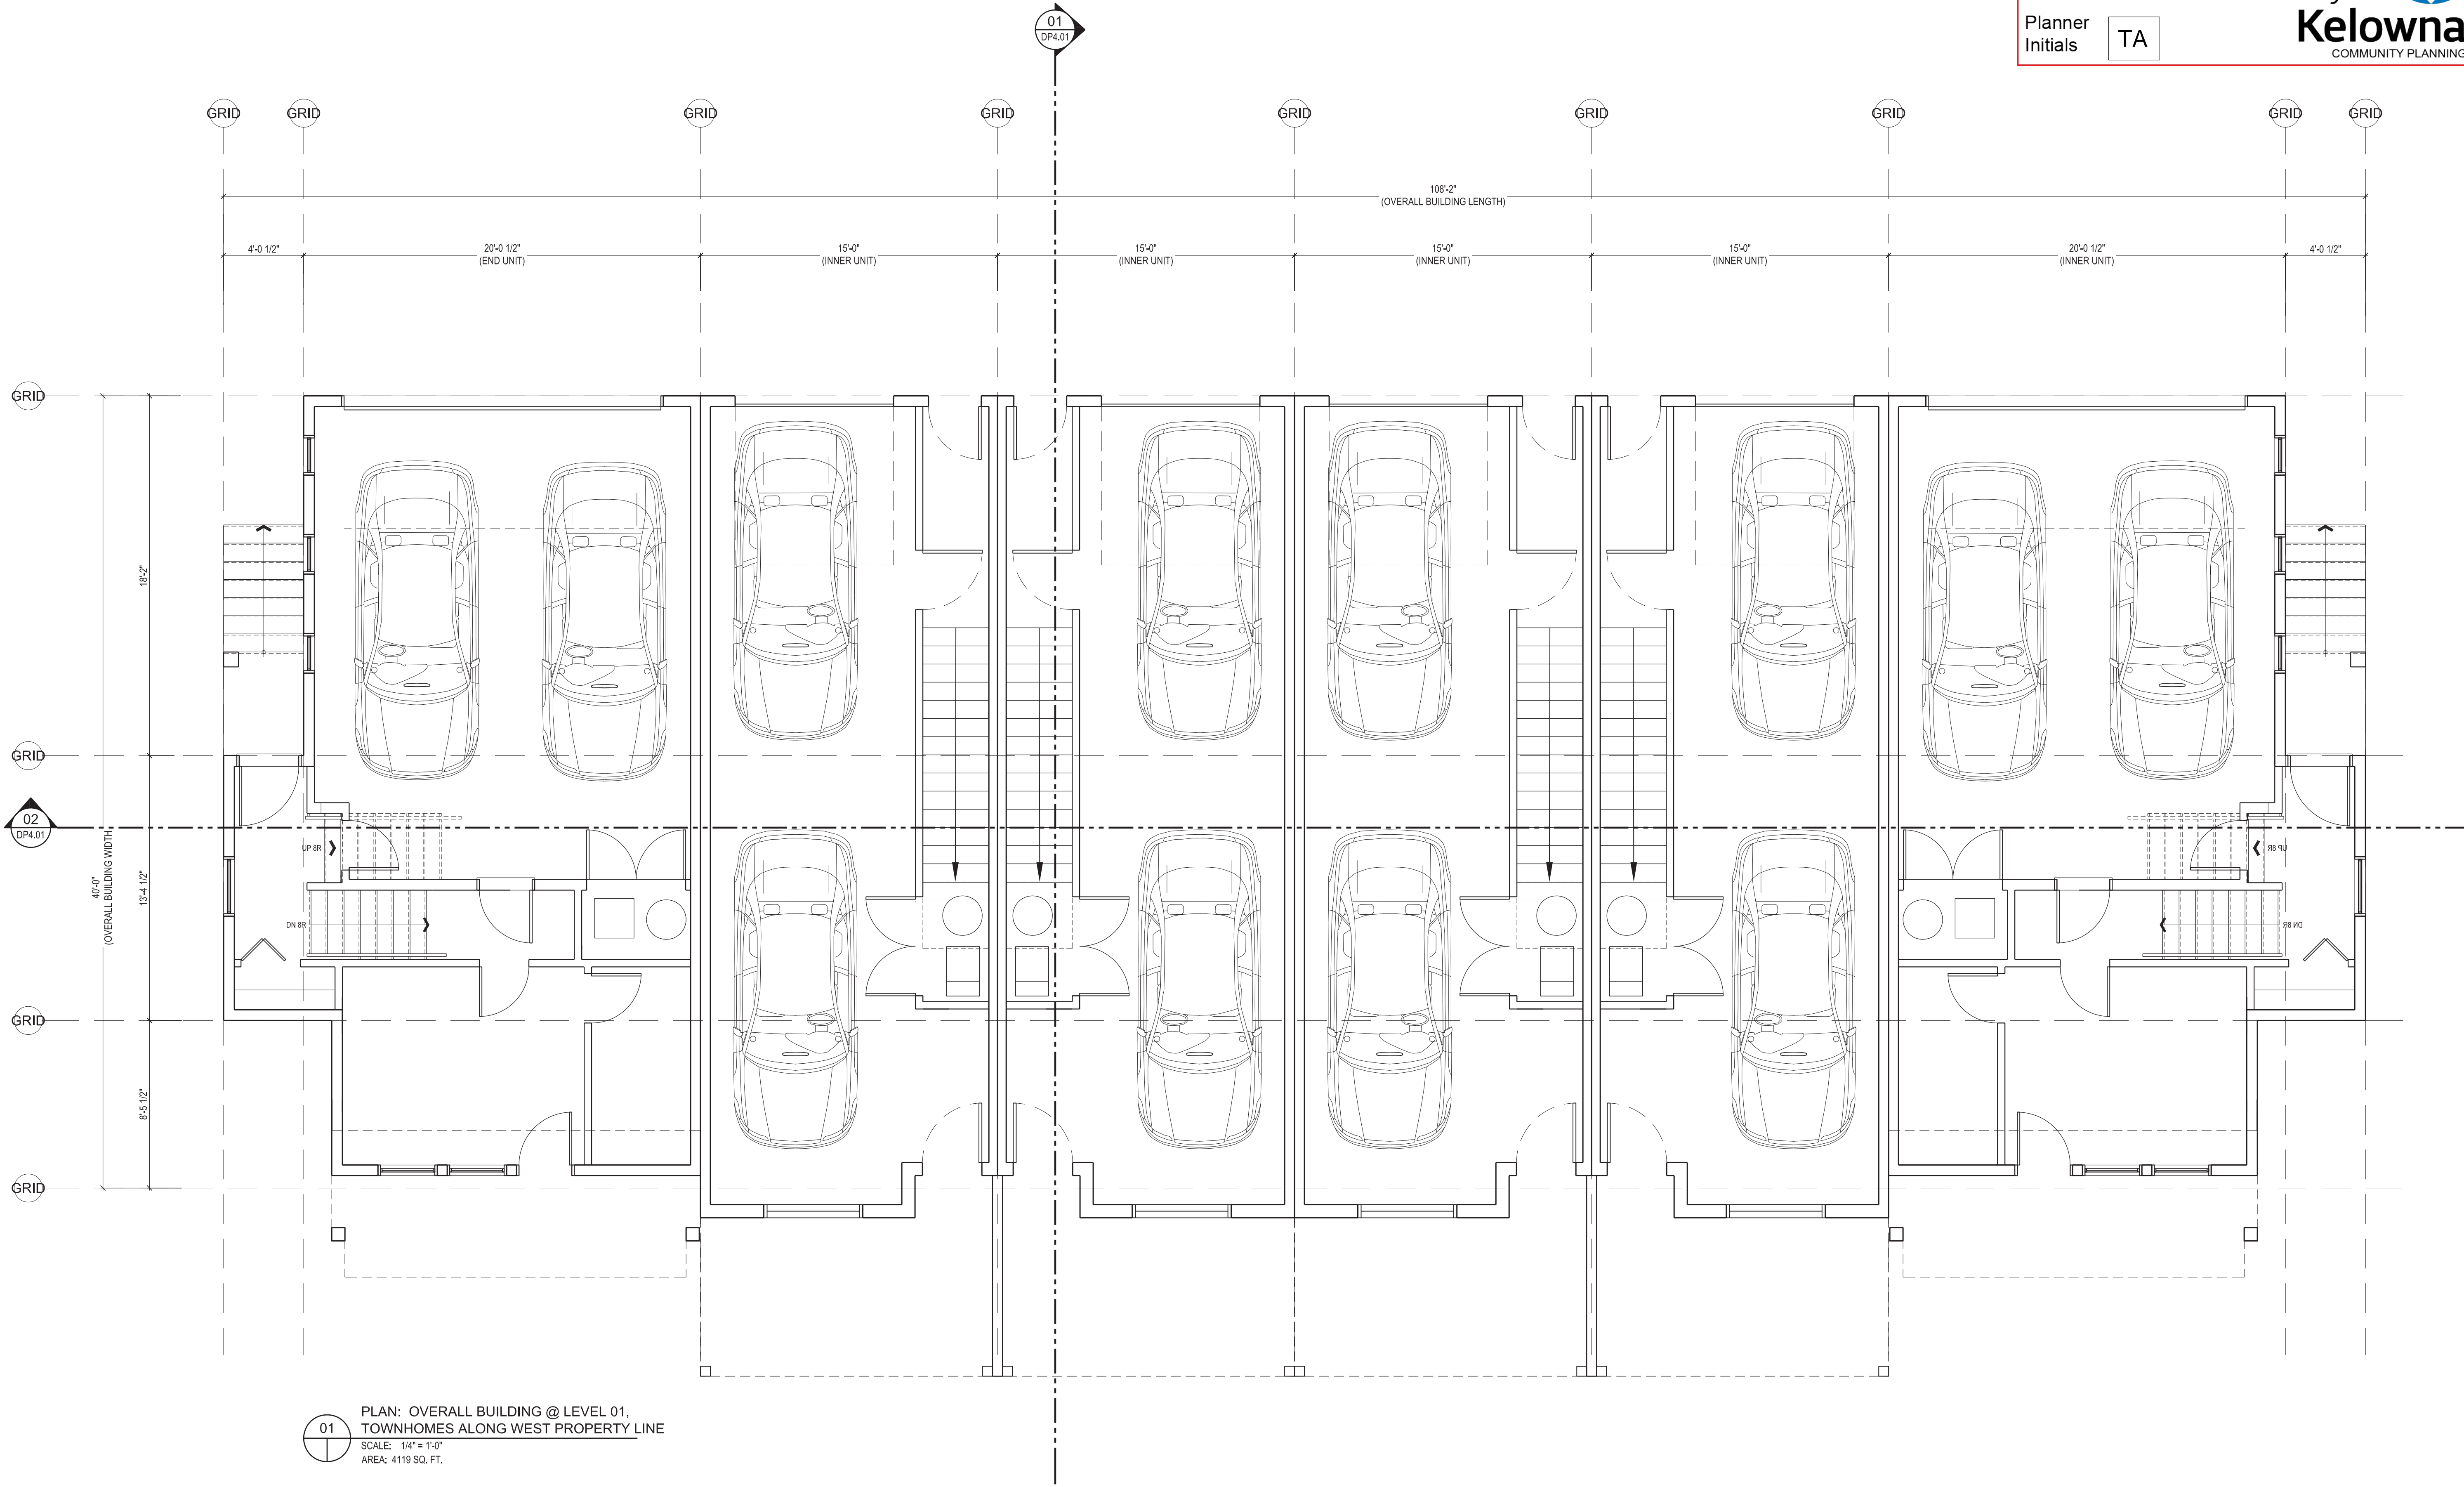 Planner
Initials
TA
Kelowna
COMMUNITY PLANNING
01
DP4.01
GRID GRID GRID GRID GRID GRID GRID GRID GRID
108'-2"
(OVERALL BUILDING LENGTH)
4'-0 1/2" 20'-0 1/2" 15'-0" 15'-0" 15'-0" 15'-0" 20'-0 1/2" 4'-0 1/2"
(END UNIT) (INNER UNIT) (INNER UNIT) (INNER UNIT) (INNER UNIT) (INNER UNIT)
GRID
18'-2"
GRID
02
DP4.01
UP 8R
UP 8R
40'-0"
(OVERALL BUILDING WIDTH)
13'-4 1/2"
DN 8R
DN 8R
GRID
8'-5 1/2"
GRID
01
PLAN: OVERALL BUILDING @ LEVEL 01,
TOWNHOMES ALONG WEST PROPERTY LINE
SCALE: 1/4" = 1'-0"
AREA: 4119 SQ. FT.